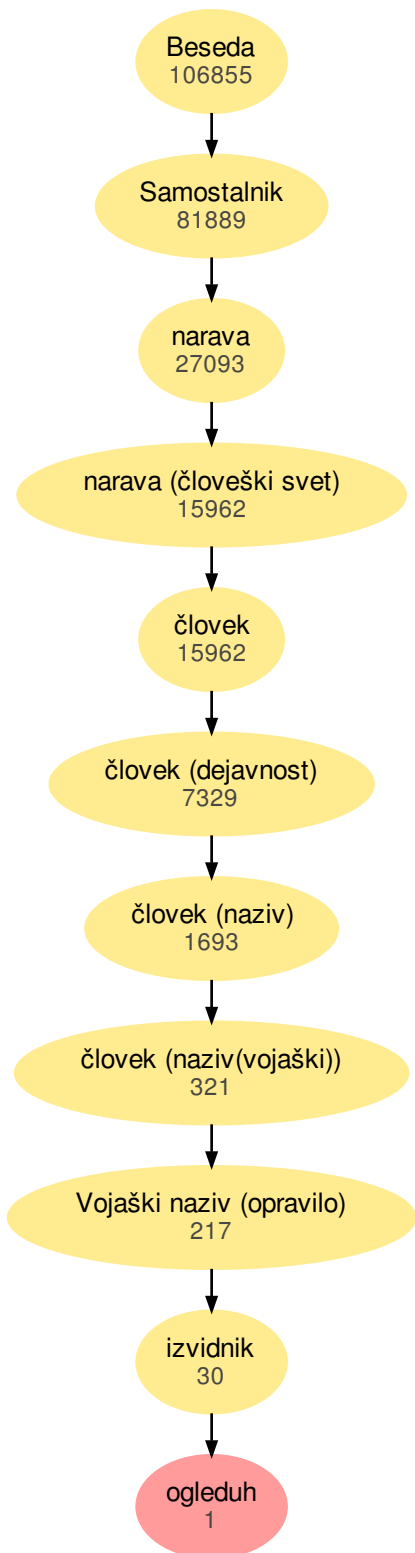 Beseda
106855
Samostalnik
81889
narava
27093
narava (človeški svet)
15962
človek
15962
človek (dejavnost)
7329
človek (naziv)
1693
človek (naziv(vojaški))
321
Vojaški naziv (opravilo)
217
izvidnik
30
ogleduh
1